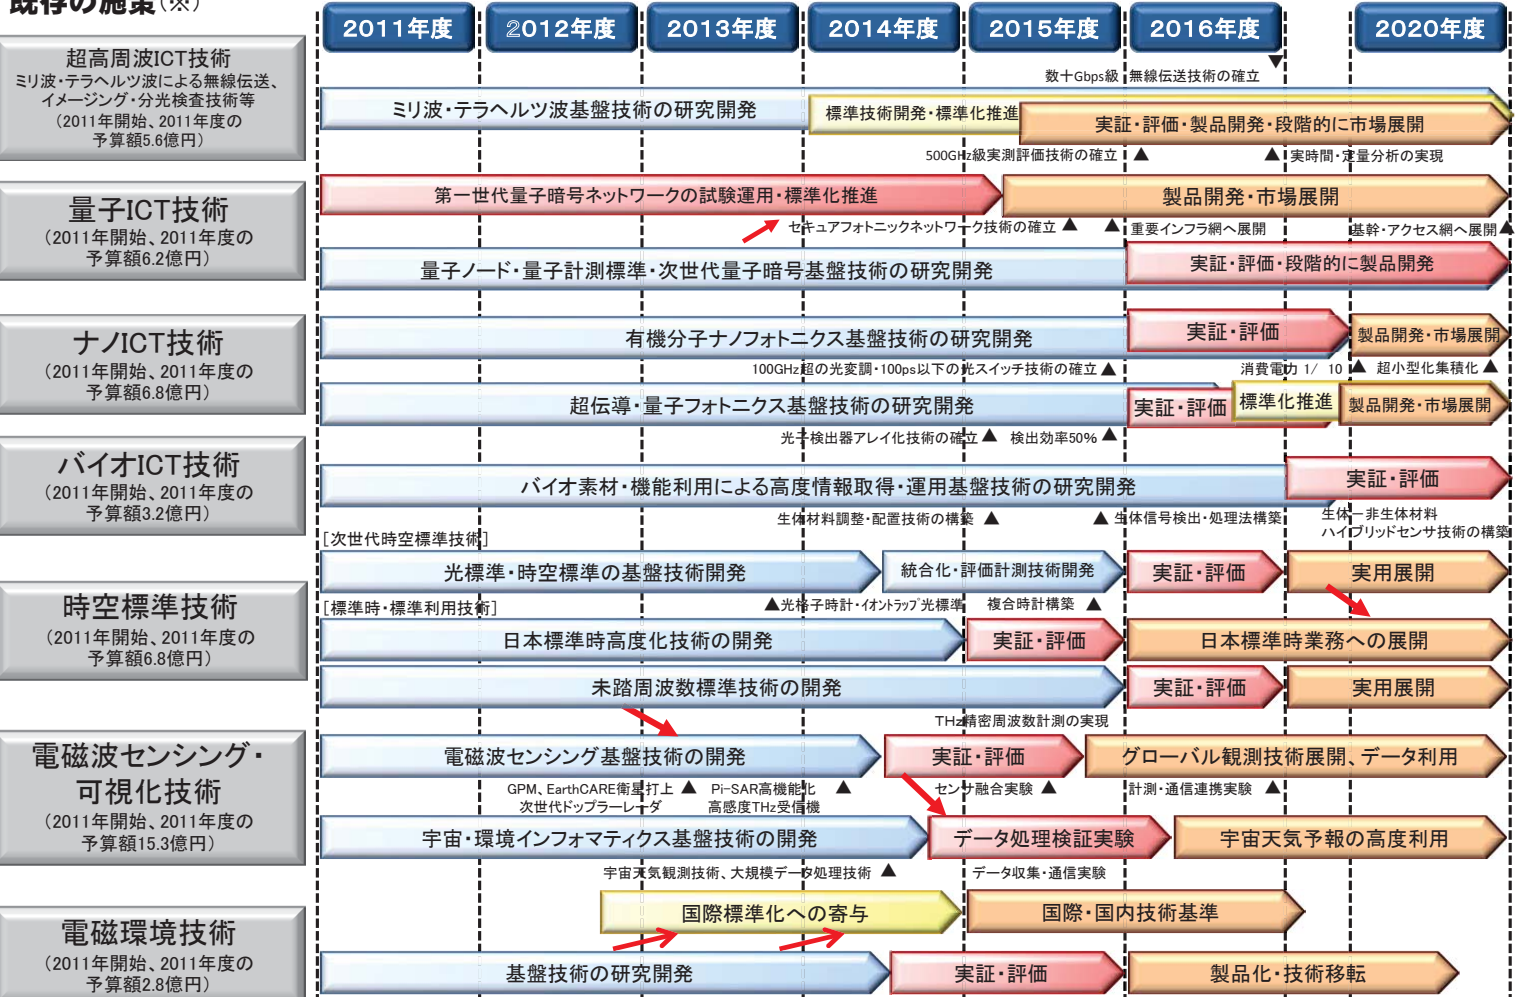 既存の施策(※)
2011年度 2012年度 2013年度 2014年度 2015年度 2016年度 2020年度
超高周波ICT技術
ミリ波・テラヘルツ波による無線伝送、
イメージング・分光検査技術等
(2011年開始、2011年度の
予算額5.6億円)
数十Gbps級 無線伝送技術の確立 ▼
ミリ波・テラヘルツ波基盤技術の研究開発
標準技術開発・標準化推進
実証・評価・製品開発・段階的に市場展開
500GHz級実測評価技術の確立 ▲ ▲ 実時間・定量分析の実現
量子ICT技術
(2011年開始、2011年度の
予算額6.2億円)
第一世代量子暗号ネットワークの試験運用・標準化推進
製品開発・市場展開
セキュアフォトニックネットワーク技術の確立 ▲ ▲ 重要インフラ網へ展開 基幹・アクセス網へ展開 ▲
量子ノード・量子計測標準・次世代量子暗号基盤技術の研究開発
実証・評価・段階的に製品開発
ナノICT技術
(2011年開始、2011年度の
予算額6.8億円)
有機分子ナノフォトニクス基盤技術の研究開発
実証・評価
製品開発・市場展開
100GHz超の光変調・100ps以下の光スイッチ技術の確立 ▲ 消費電力 1/ 10 ▲ 超小型化集積化 ▲
超伝導・量子フォトニクス基盤技術の研究開発
実証・評価
標準化推進
製品開発・市場展開
光子検出器アレイ化技術の確立 ▲ 検出効率50% ▲
バイオICT技術
(2011年開始、2011年度の
予算額3.2億円)
バイオ素材・機能利用による高度情報取得・運用基盤技術の研究開発
実証・評価
生体材料調整・配置技術の構築 ▲ ▲ 生体信号検出・処理法構築
生体－非生体材料
ハイブリッドセンサ技術の構築
時空標準技術
(2011年開始、2011年度の
予算額6.8億円)
[次世代時空標準技術]
光標準・時空標準の基盤技術開発
統合化・評価計測技術開発
実証・評価
実用展開
[標準時・標準利用技術]
▲光格子時計・イオントラップ光標準 複合時計構築 ▲
日本標準時高度化技術の開発
実証・評価
日本標準時業務への展開
未踏周波数標準技術の開発
実証・評価
実用展開
THz精密周波数計測の実現
電磁波センシング・
可視化技術
(2011年開始、2011年度の
予算額15.3億円)
電磁波センシング基盤技術の開発
実証・評価
グローバル観測技術展開、データ利用
GPM、EarthCARE衛星打上 ▲ Pi-SAR高機能化 ▲ センサ融合実験 ▲ 計測・通信連携実験 ▲
次世代ドップラーレーダ 高感度THz受信機
宇宙・環境インフォマティクス基盤技術の開発
データ処理検証実験
宇宙天気予報の高度利用
宇宙天気観測技術、大規模データ処理技術 ▲ データ収集・通信実験
電磁環境技術
(2011年開始、2011年度の
予算額2.8億円)
国際標準化への寄与
国際・国内技術基準
基盤技術の研究開発
実証・評価
製品化・技術移転